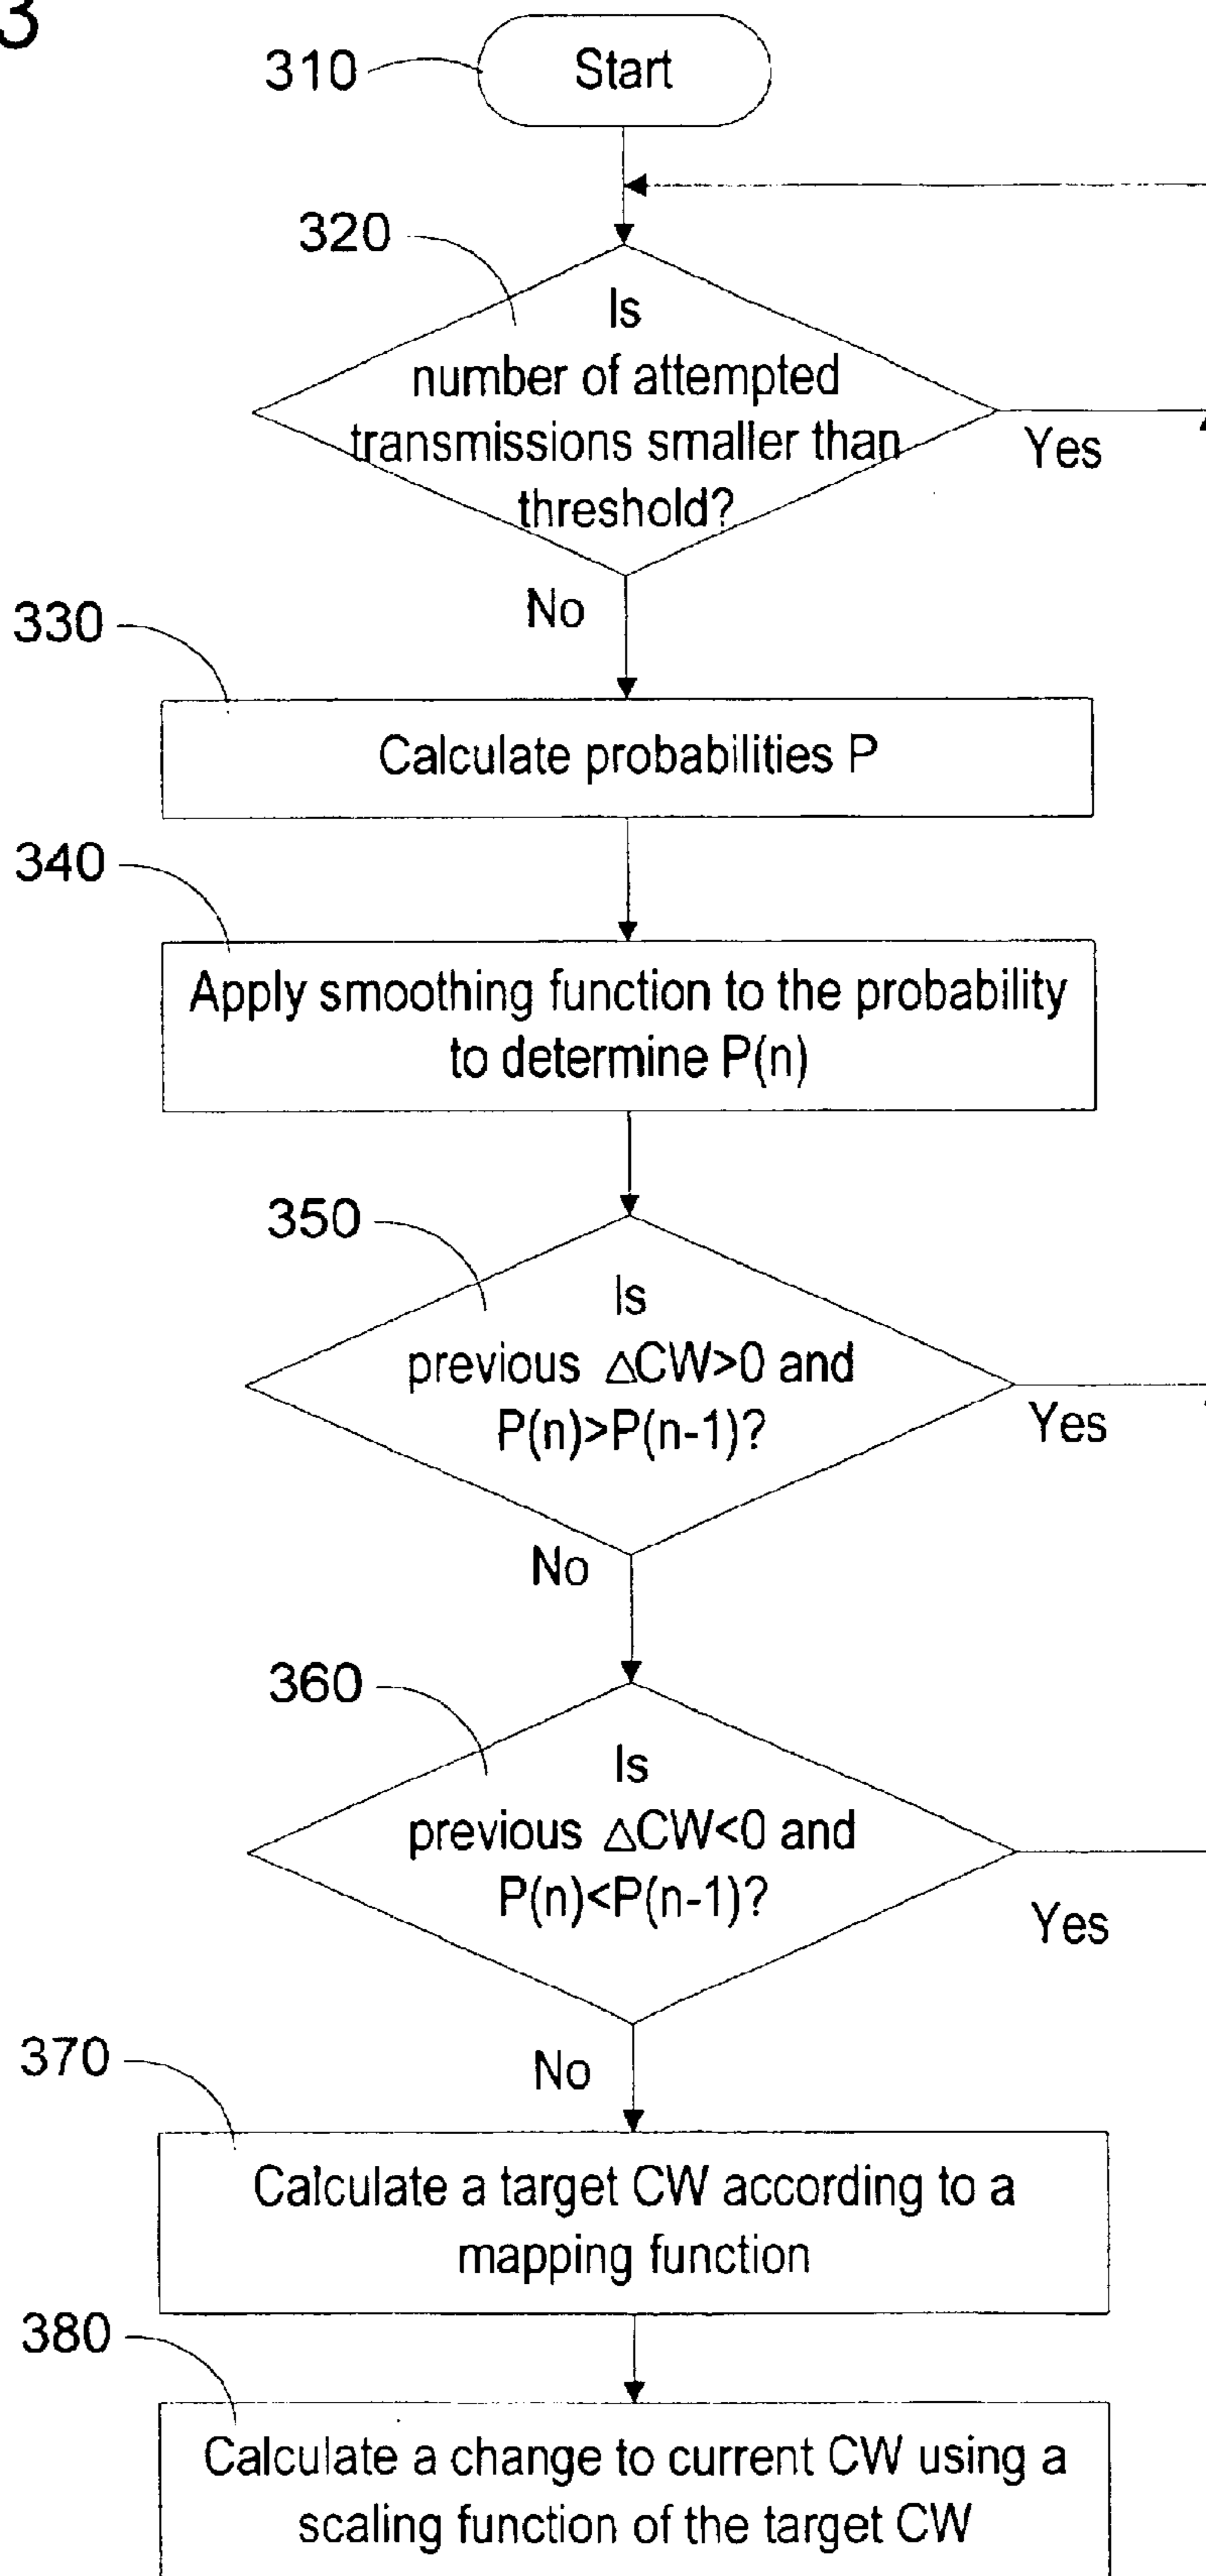 3
310
Start
320
Is
number of attempted
transmissions smaller than
threshold?
Yes
No
330
Calculate probabilities P
340
Apply smoothing function to the probability
to determine P(n)
350
Is
previous △CW>0 and
P(n)>P(n-1)?
Yes
No
360
Is
previous △CW<0 and
P(n)<P(n-1)?
Yes
No
370
Calculate a target CW according to a
mapping function
380
Calculate a change to current CW using a
scaling function of the target CW